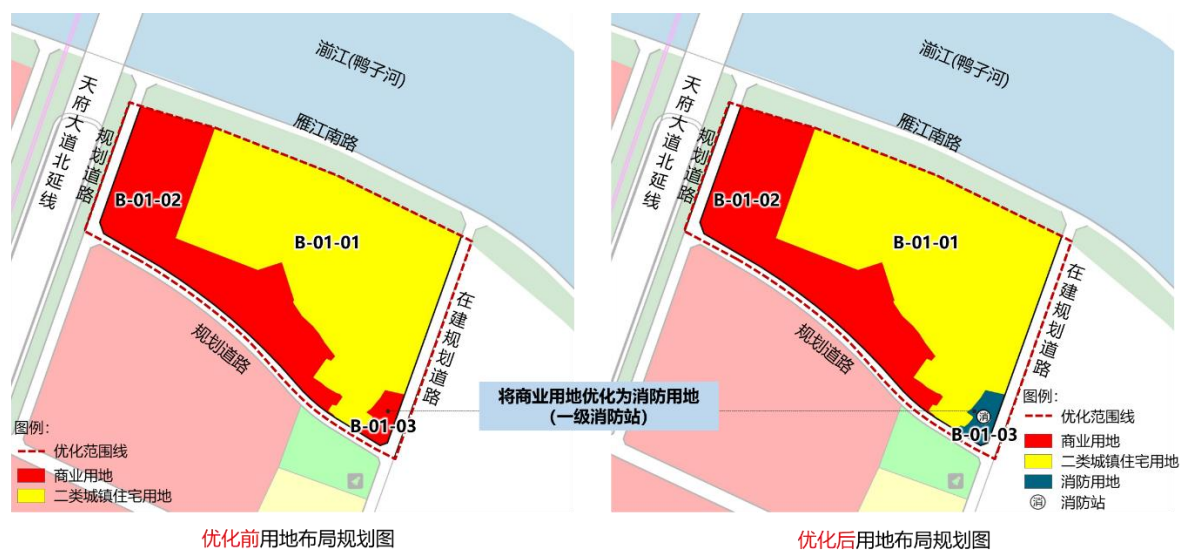 湔江(鸭子河)
雁江南路
天府大道北延线
规划道路
B-01-02
B-01-01
在建规划道路
规划道路
B-01-03
图例：
优化范围线
商业用地
二类城镇住宅用地
优化前用地布局规划图
将商业用地优化为消防用地
（一级消防站）
湔江(鸭子河)
雁江南路
天府大道北延线
规划道路
B-01-02
B-01-01
在建规划道路
规划道路
消
B-01-03
图例：
优化范围线
商业用地
二类城镇住宅用地
消防用地
消 消防站
优化后用地布局规划图